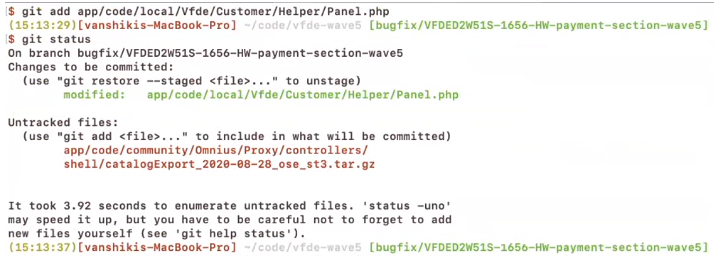 $ git add app/code/local/Vfde/Customer/Helper/Panel.php
(15:13:29)[vanshikis-MacBook-Pro] ~/code/vfde-wave5 [bugfix/VFDED2W51S-1656-HW-payment-section-wave5]
$ git status
On branch bugfix/VFDED2W51S-1656-HW-payment-section-wave5
Changes to be committed:
(use "git restore --staged <file>..." to unstage)
modified: app/code/local/Vfde/Customer/Helper/Panel.php
Untracked files:
(use "git add <file>..." to include in what will be committed)
app/code/community/Omnius/Proxy/controllers/
shell/catalogExport_2020-08-28_ose_st3.tar.gz
It took 3.92 seconds to enumerate untracked files. 'status -uno'
may speed it up, but you have to be careful not to forget to add
new files yourself (see 'git help status').
(15:13:37)[vanshikis-MacBook-Pro] ~/code/vfde-wave5 [bugfix/VFDED2W51S-1656-HW-payment-section-wave5]